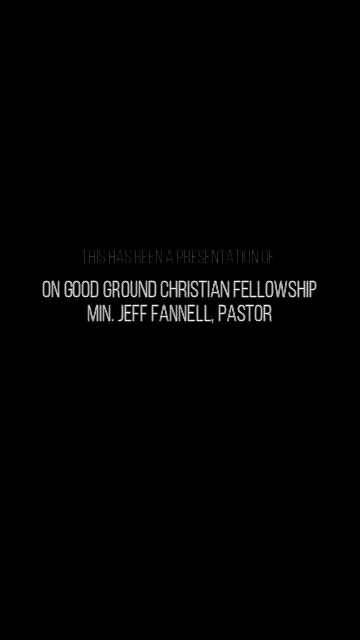 THIS HAS BEEN A PRESENTATION OF
ON GOOD GROUND CHRISTIAN FELLOWSHIP
MIN. JEFF FANNELL, PASTOR